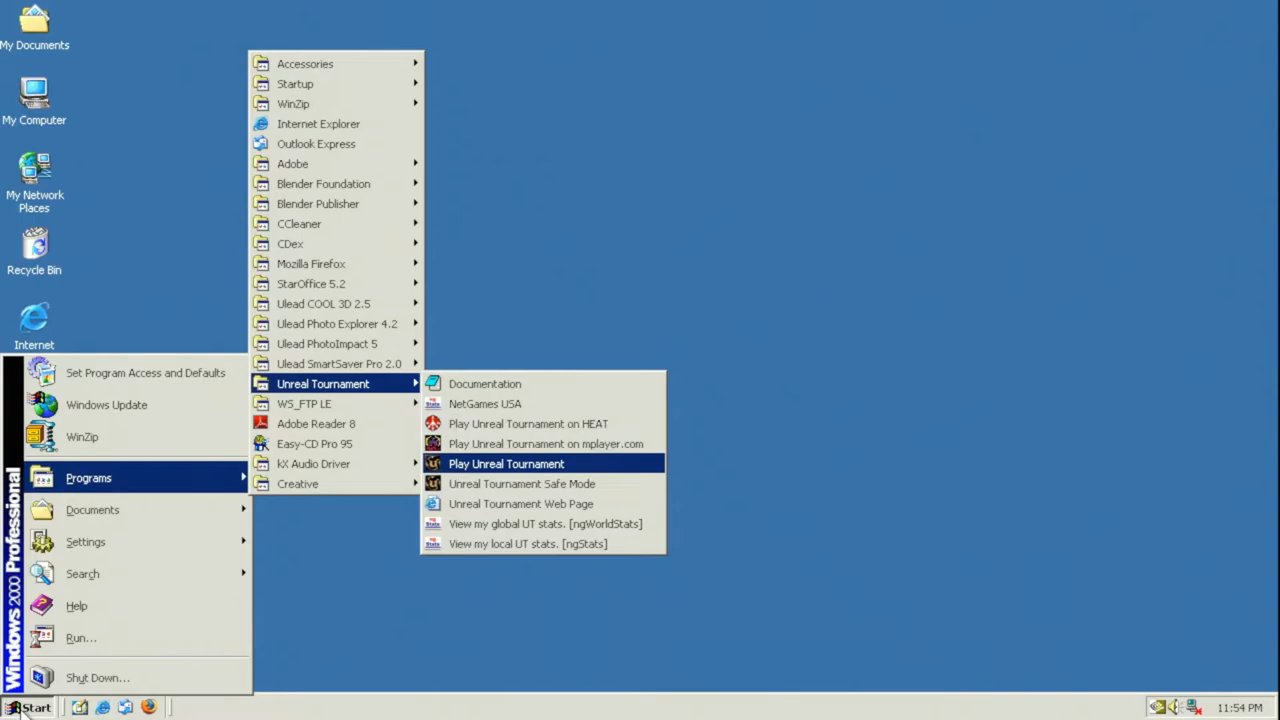 My Documents
My Computer
My Network
Places
Recycle Bin
Internet
Accessories
Startup
WinZip
Internet Explorer
Outlook Express
Adobe
Blender Foundation
Blender Publisher
CCleaner
CDex
Mozilla Firefox
StarOffice 5.2
Ulead COOL 3D 2.5
Ulead Photo Explorer 4.2
Ulead PhotoImpact 5
Ulead SmartSaver Pro 2.0
Unreal Tournament
WS_FTP LE
Adobe Reader 8
Easy-CD Pro 95
kX Audio Driver
Creative
Documentation
NetGames USA
Play Unreal Tournament on HEAT
Play Unreal Tournament on mplayer.com
Play Unreal Tournament
Unreal Tournament Safe Mode
Unreal Tournament Web Page
View my global UT stats. [ngWorldStats]
View my local UT stats. [ngStats]
Windows 2000 Professional
Set Program Access and Defaults
Windows Update
WinZip
Programs
Documents
Settings
Search
Help
Run...
Shut Down...
Start
11:54 PM